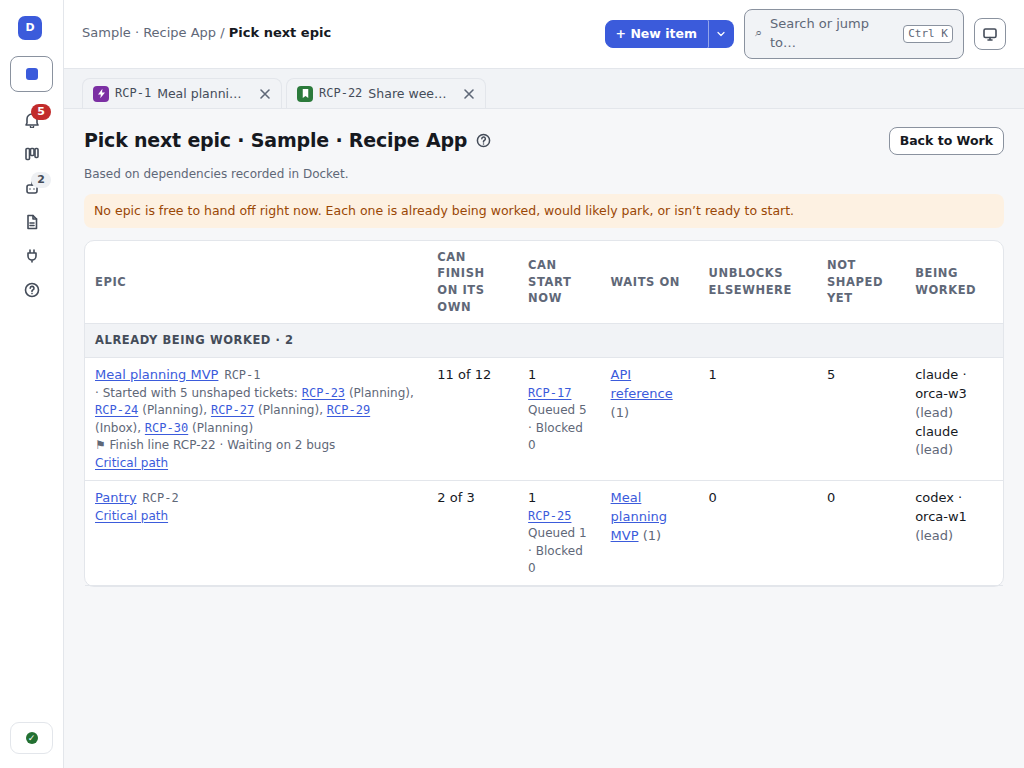 D
Sample · Recipe App / Pick next epic
+ New item
Search or jump
to…
Ctrl K
5
2
RCP-1 Meal planni…
RCP-22 Share wee…
Pick next epic · Sample · Recipe App
Back to Work
Based on dependencies recorded in Docket.
No epic is free to hand off right now. Each one is already being worked, would likely park, or isn’t ready to start.
EPIC
CAN
FINISH
ON ITS
OWN
CAN
START
NOW
WAITS ON
UNBLOCKS
ELSEWHERE
NOT
SHAPED
YET
BEING
WORKED
ALREADY BEING WORKED · 2
Meal planning MVP RCP-1
· Started with 5 unshaped tickets: RCP-23 (Planning),
RCP-24 (Planning), RCP-27 (Planning), RCP-29
(Inbox), RCP-30 (Planning)
⚑ Finish line RCP-22 · Waiting on 2 bugs
Critical path
11 of 12
1
RCP-17
Queued 5
· Blocked
0
API
reference
(1)
1
5
claude ·
orca-w3
(lead)
claude
(lead)
Pantry RCP-2
Critical path
2 of 3
1
RCP-25
Queued 1
· Blocked
0
Meal
planning
MVP (1)
0
0
codex ·
orca-w1
(lead)